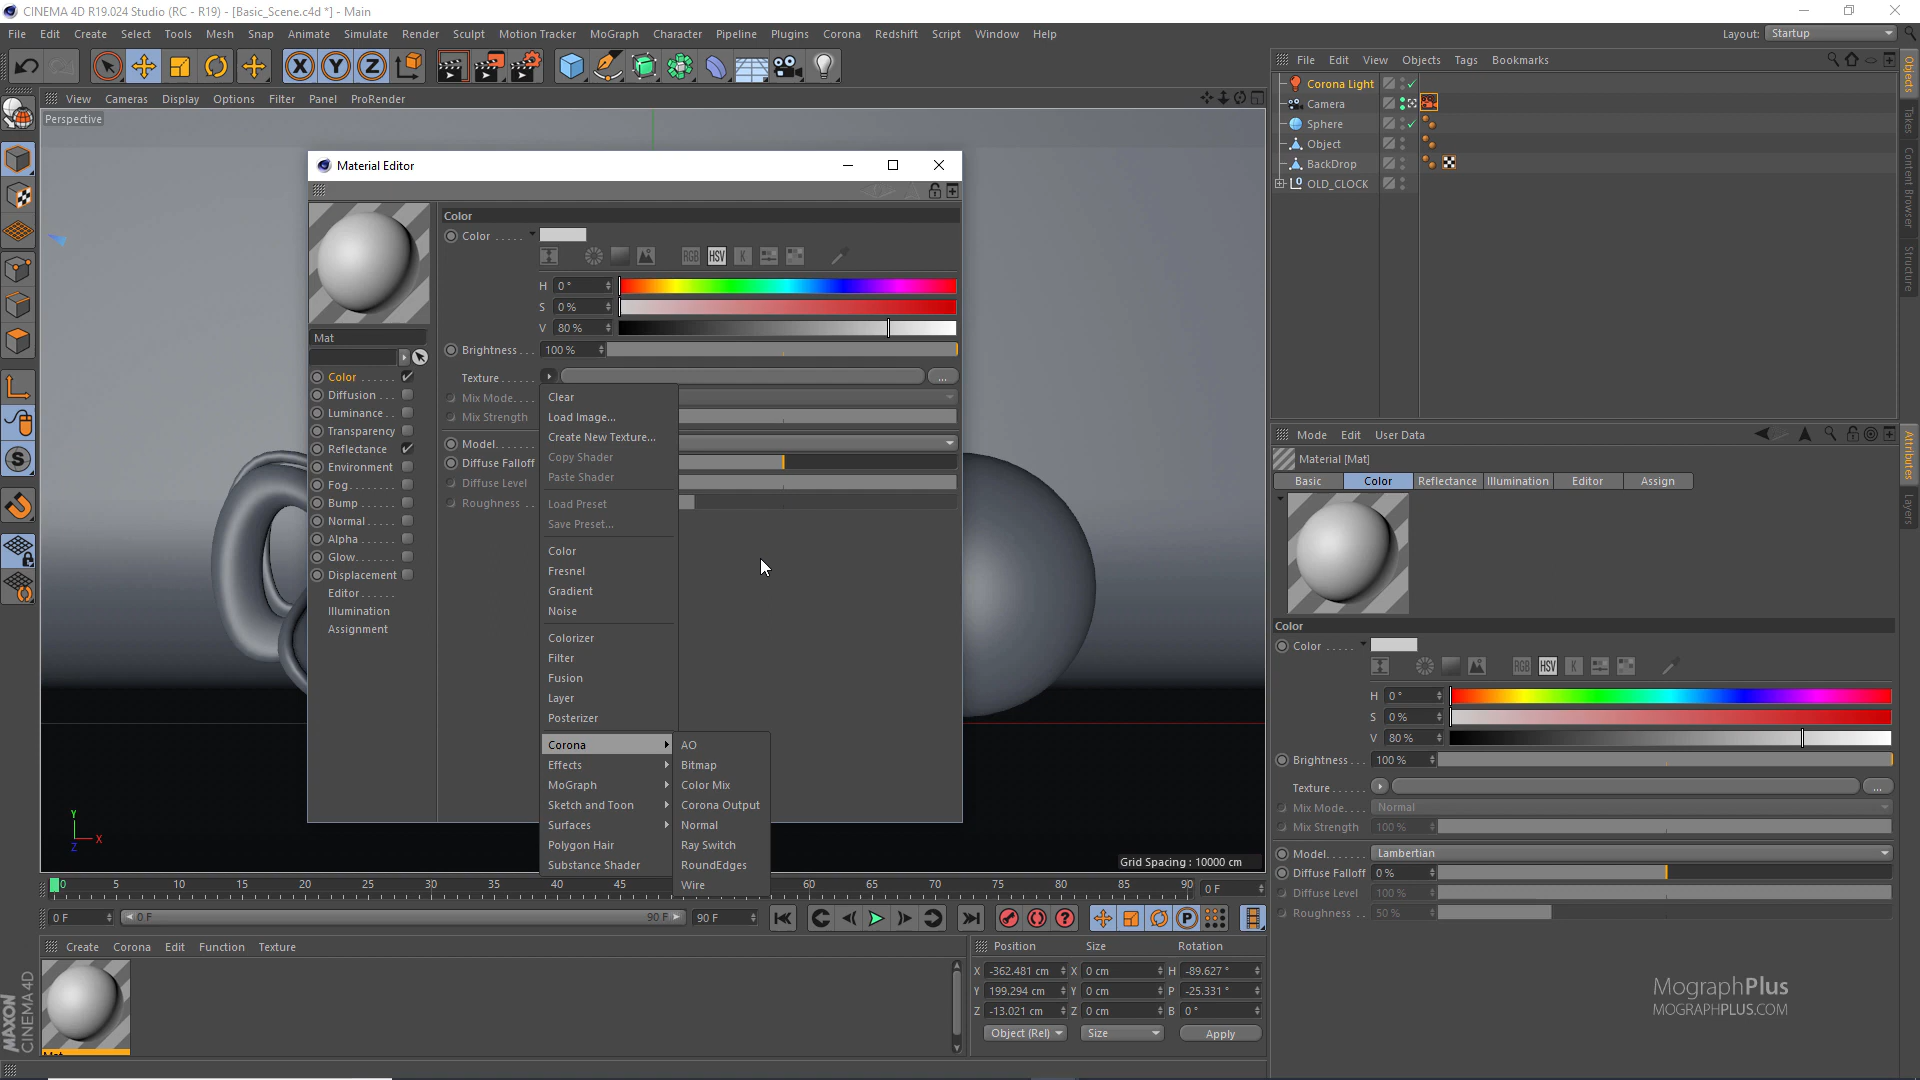 CINEMA 4D R19.024 Studio (RC - R19) - [Basic_Scene.c4d *] - Main
File Edit Create Select Tools Mesh Snap Animate Simulate Render Sculpt Motion Tracker MoGraph Character Pipeline Plugins Corona Redshift Script Window Help
Layout: Startup
View Cameras Display Options Filter Panel ProRender
Perspective
Material Editor
Mat
Color
Diffusion
Luminance
Transparency
Reflectance
Environment
Fog
Bump
Normal
Alpha
Glow
Displacement
Editor
Illumination
Assignment
Color
Color
RGB HSV K
H 0°
S 0%
V 80%
Brightness 100%
Texture ...
Mix Mode
Mix Strength
Model
Diffuse Falloff
Diffuse Level
Roughness
Clear
Load Image...
Create New Texture...
Copy Shader
Paste Shader
Load Preset
Save Preset...
Color
Fresnel
Gradient
Noise
Colorizer
Filter
Fusion
Layer
Posterizer
Corona
Effects
MoGraph
Sketch and Toon
Surfaces
Polygon Hair
Substance Shader
AO
Bitmap
Color Mix
Corona Output
Normal
Ray Switch
RoundEdges
Wire
Y
X
Z
Grid Spacing : 10000 cm
0 5 10 15 20 25 30 35 40 45 60 65 70 75 80 85 90 0 F
0 F 0 F 90 F 90 F
P
Create Corona Edit Function Texture
MAXON
CINEMA 4D
Position Size Rotation
X -362.481 cm X 0 cm H -89.627 °
Y 199.294 cm Y 0 cm P -25.331 °
Z -13.021 cm Z 0 cm B 0 °
Object (Rel) Size Apply
File Edit View Objects Tags Bookmarks
Corona Light
Camera
Sphere
Object
BackDrop
OLD_CLOCK
Objects
Takes
Content Browser
Structure
Mode Edit User Data
Material [Mat]
Basic Color Reflectance Illumination Editor Assign
Attributes
Layers
Color
Color
RGB HSV K
H 0°
S 0%
V 80%
Brightness 100%
Texture ...
Mix Mode Normal
Mix Strength 100%
Model Lambertian
Diffuse Falloff 0%
Diffuse Level 100%
Roughness 50%
MographPlus
MOGRAPHPLUS.COM